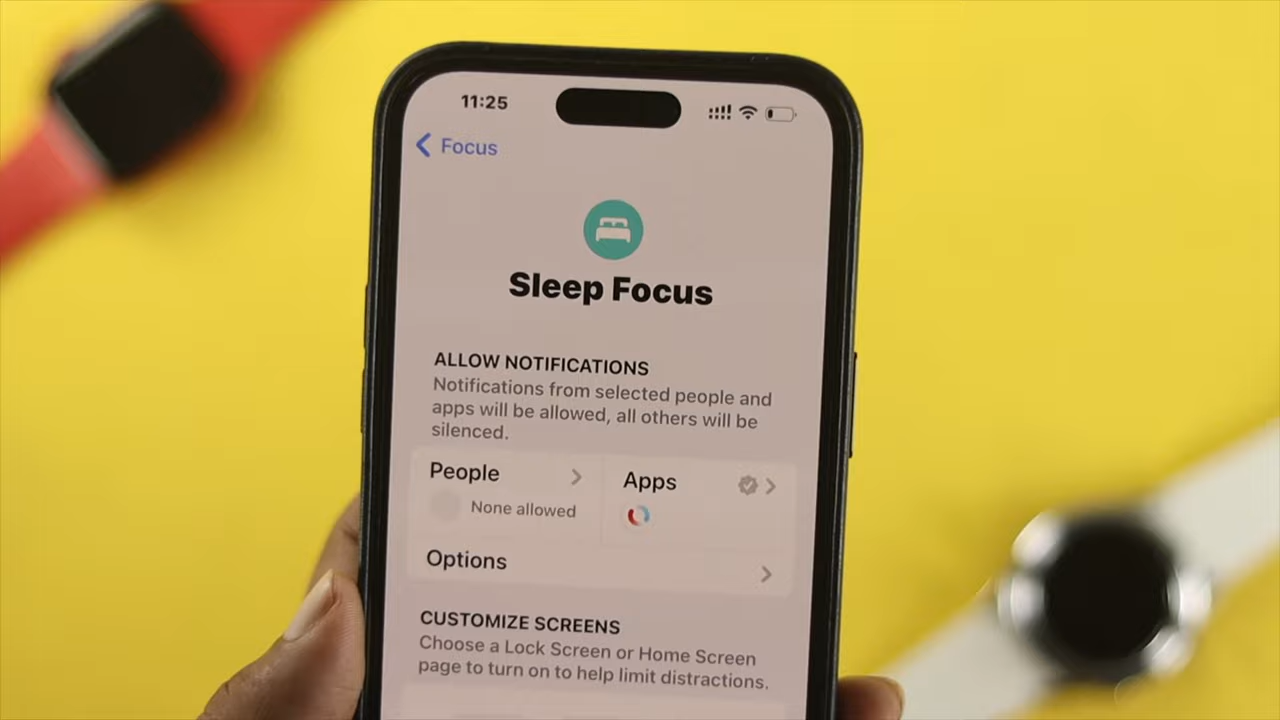 11:25
Focus
Sleep Focus
ALLOW NOTIFICATIONS
Notifications from selected people and
apps will be allowed, all others will be
silenced.
People
None allowed
Apps
Options
CUSTOMIZE SCREENS
Choose a Lock Screen or Home Screen
page to turn on to help limit distractions.